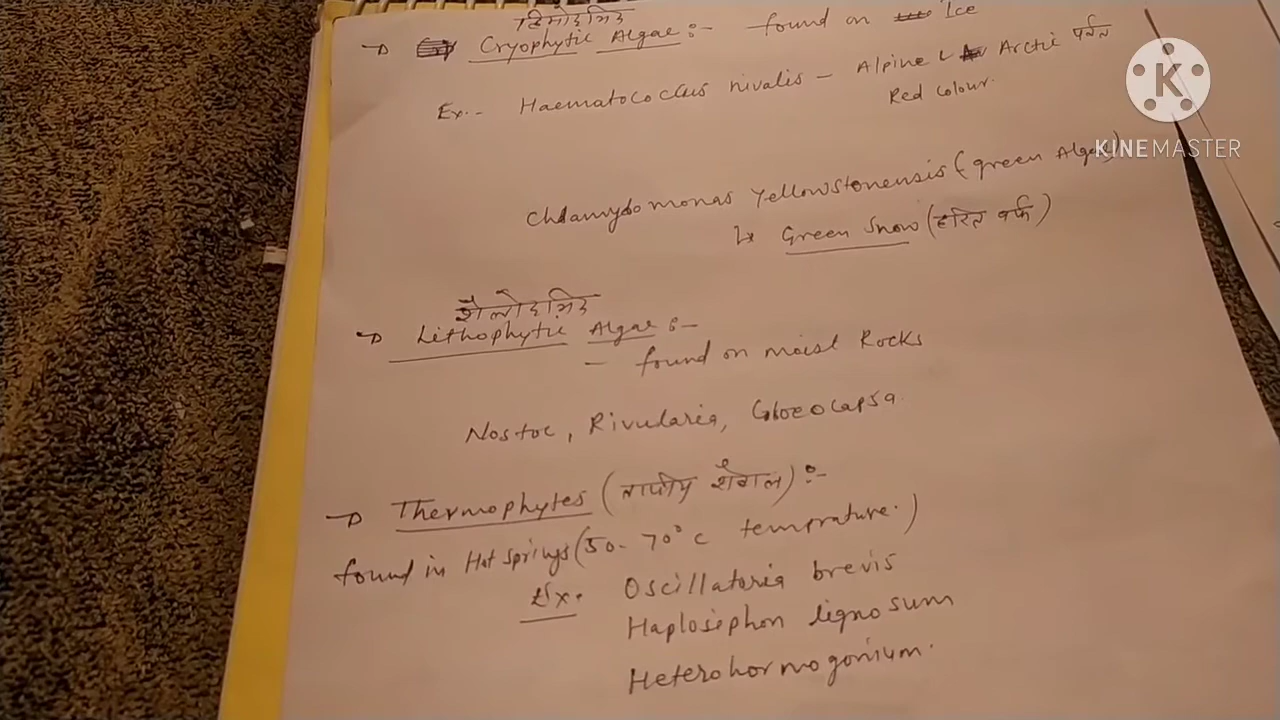 हिमोद्भिद
Cryophytic Algae :- found on Ice
Ex.- Haematococcus nivalis - Alpine & Arctic पर्वत
Red colour.
Chlamydomonas Yellowstonensis (green Algae)
↳ Green Snow (हरित बर्फ)
शैलोद्भिद
Lithophytic Algae :-
- found on moist Rocks
Nostoc, Rivularia, Gloeocapsa.
Thermophytes (तापीय शैवाल) :-
found in Hot Springs (50-70°C temprature.)
Ex. Oscillatoria brevis
Haplosiphon lignosum
Heterohormogonium.
K
KINEMASTER